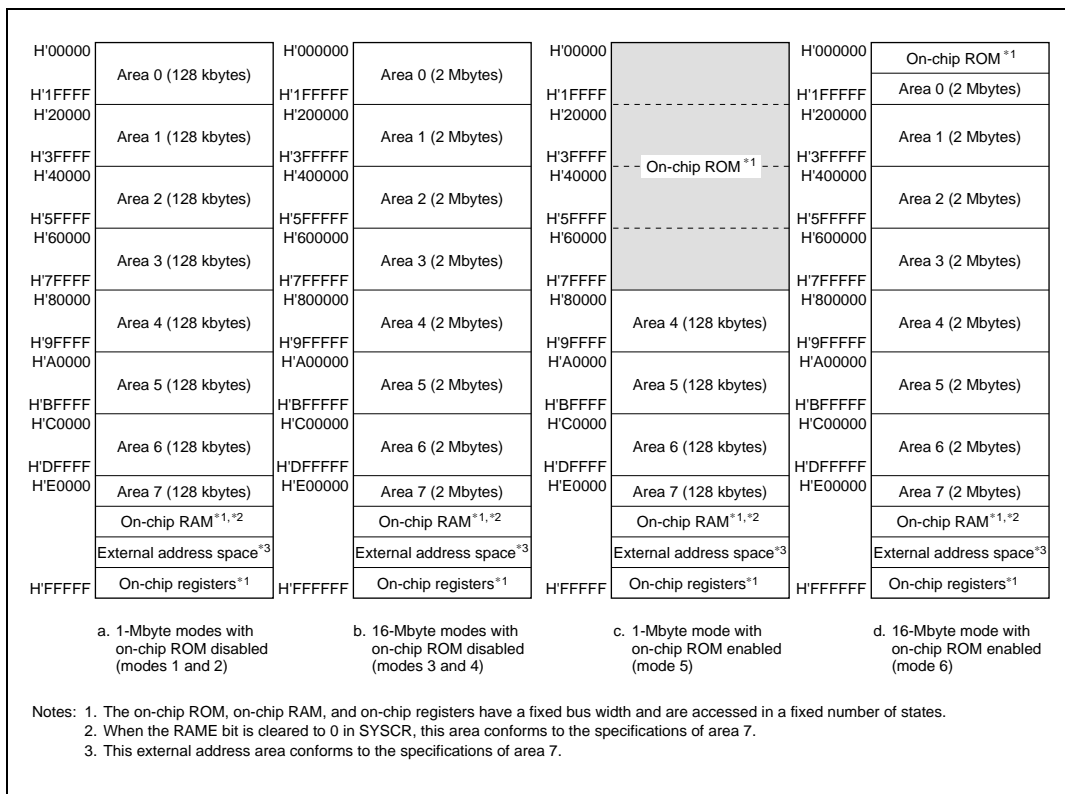 H'00000
Area 0 (128 kbytes)
H'1FFFF
H'20000
Area 1 (128 kbytes)
H'3FFFF
H'40000
Area 2 (128 kbytes)
H'5FFFF
H'60000
Area 3 (128 kbytes)
H'7FFFF
H'80000
Area 4 (128 kbytes)
H'9FFFF
H'A0000
Area 5 (128 kbytes)
H'BFFFF
H'C0000
Area 6 (128 kbytes)
H'DFFFF
H'E0000
Area 7 (128 kbytes)
On-chip RAM*1,*2
External address space*3
On-chip registers*1
H'FFFFF
a. 1-Mbyte modes with
on-chip ROM disabled
(modes 1 and 2)
H'000000
Area 0 (2 Mbytes)
H'1FFFFF
H'200000
Area 1 (2 Mbytes)
H'3FFFFF
H'400000
Area 2 (2 Mbytes)
H'5FFFFF
H'600000
Area 3 (2 Mbytes)
H'7FFFFF
H'800000
Area 4 (2 Mbytes)
H'9FFFFF
H'A00000
Area 5 (2 Mbytes)
H'BFFFFF
H'C00000
Area 6 (2 Mbytes)
H'DFFFFF
H'E00000
Area 7 (2 Mbytes)
On-chip RAM*1,*2
External address space*3
On-chip registers*1
H'FFFFFF
b. 16-Mbyte modes with
on-chip ROM disabled
(modes 3 and 4)
H'00000
H'1FFFF
H'20000
H'3FFFF
On-chip ROM*1
H'40000
H'5FFFF
H'60000
H'7FFFF
H'80000
Area 4 (128 kbytes)
H'9FFFF
H'A0000
Area 5 (128 kbytes)
H'BFFFF
H'C0000
Area 6 (128 kbytes)
H'DFFFF
H'E0000
Area 7 (128 kbytes)
On-chip RAM*1,*2
External address space*3
On-chip registers*1
H'FFFFF
c. 1-Mbyte mode with
on-chip ROM enabled
(mode 5)
H'000000
On-chip ROM*1
Area 0 (2 Mbytes)
H'1FFFFF
H'200000
Area 1 (2 Mbytes)
H'3FFFFF
H'400000
Area 2 (2 Mbytes)
H'5FFFFF
H'600000
Area 3 (2 Mbytes)
H'7FFFFF
H'800000
Area 4 (2 Mbytes)
H'9FFFFF
H'A00000
Area 5 (2 Mbytes)
H'BFFFFF
H'C00000
Area 6 (2 Mbytes)
H'DFFFFF
H'E00000
Area 7 (2 Mbytes)
On-chip RAM*1,*2
External address space*3
On-chip registers*1
H'FFFFFF
d. 16-Mbyte mode with
on-chip ROM enabled
(mode 6)
Notes: 1. The on-chip ROM, on-chip RAM, and on-chip registers have a fixed bus width and are accessed in a fixed number of states.
2. When the RAME bit is cleared to 0 in SYSCR, this area conforms to the specifications of area 7.
3. This external address area conforms to the specifications of area 7.